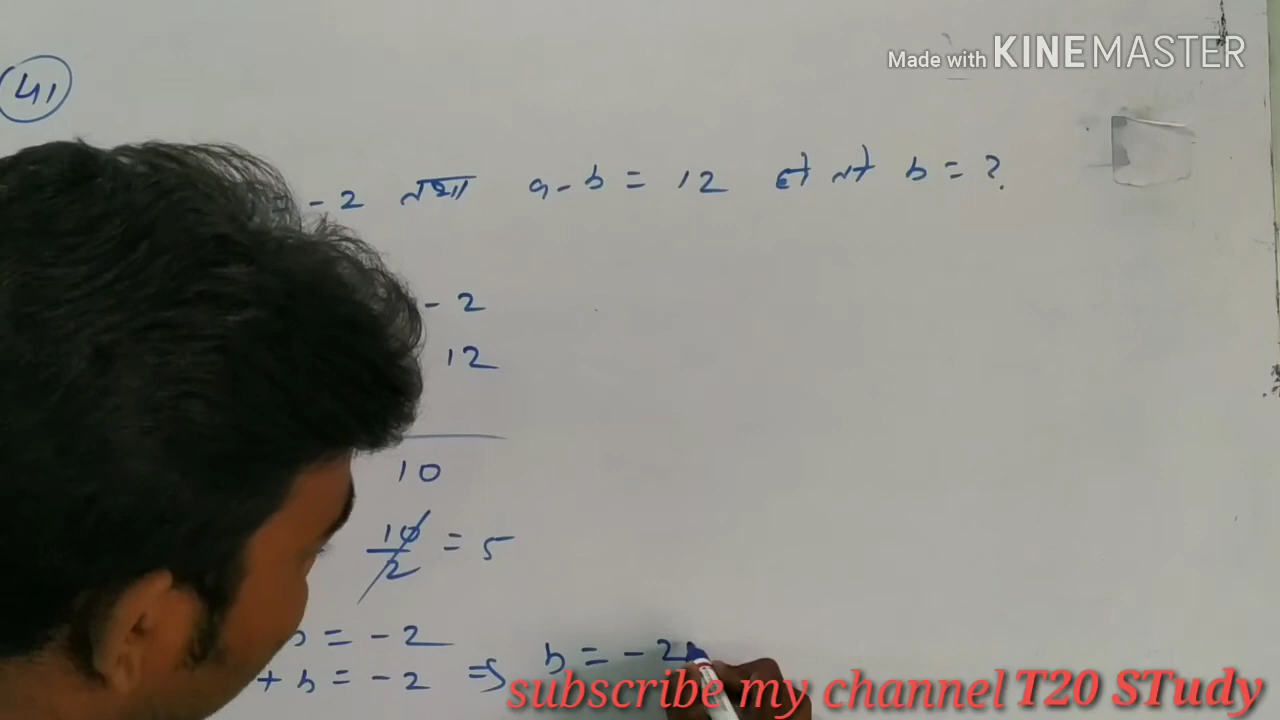 Made with KINEMASTER
41
= -2 तथा a - b = 12 हो तो b = ?
- 2
12
10
10/2 = 5
b = -2
+ b = -2 ⇒ b = -2
subscribe my channel T20 STudy